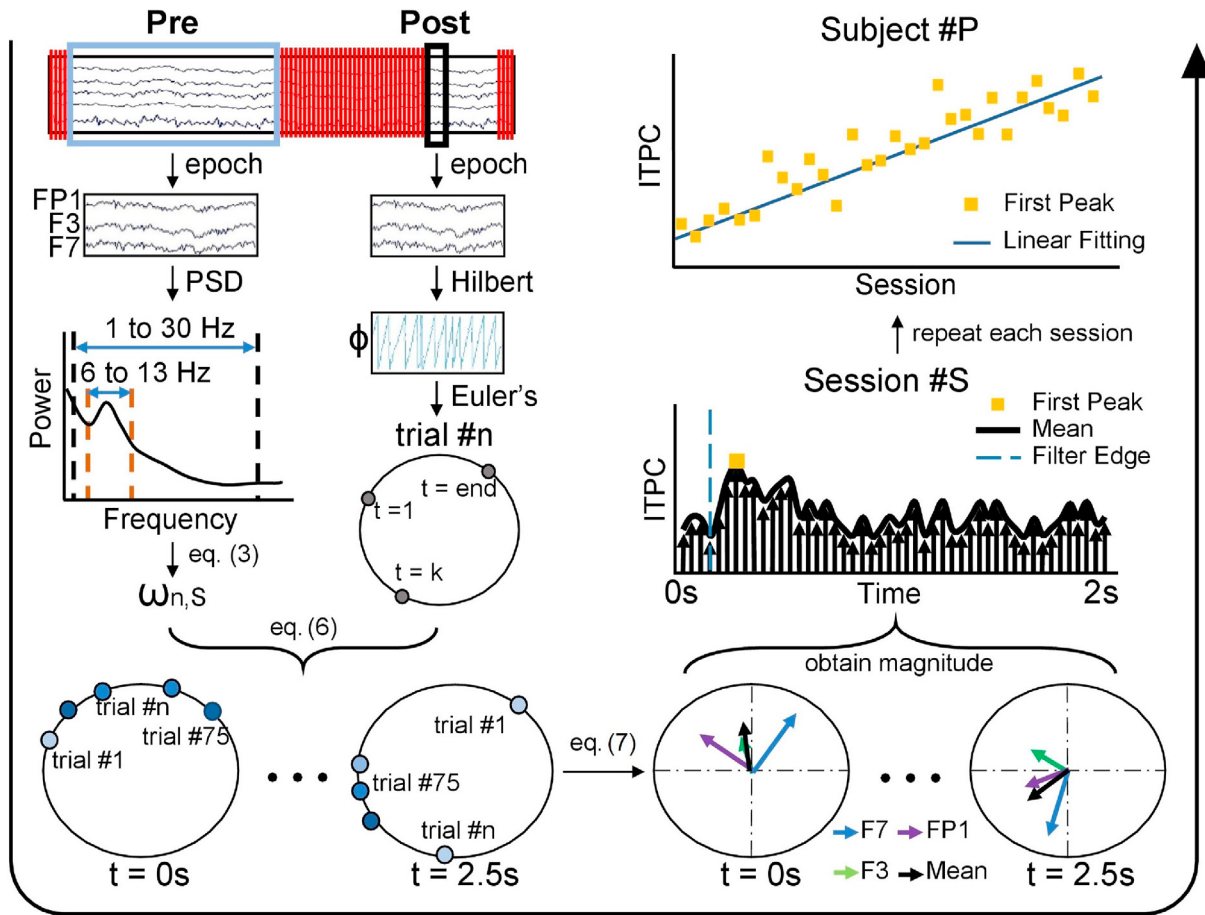 Pre
Post
epoch
epoch
FP1
F3
F7
PSD
Hilbert
1 to 30 Hz
6 to 13 Hz
Power
Frequency
ϕ
Euler's
trial #n
t = end
t =1
t = k
eq. (3)
ωn,S
eq. (6)
trial #n
trial #75
trial #1
t = 0s
trial #1
trial #75
trial #n
t = 2.5s
eq. (7)
Subject #P
ITPC
First Peak
Linear Fitting
Session
repeat each session
Session #S
First Peak
Mean
Filter Edge
ITPC
0s
Time
2s
obtain magnitude
F7
FP1
F3
Mean
t = 0s
t = 2.5s